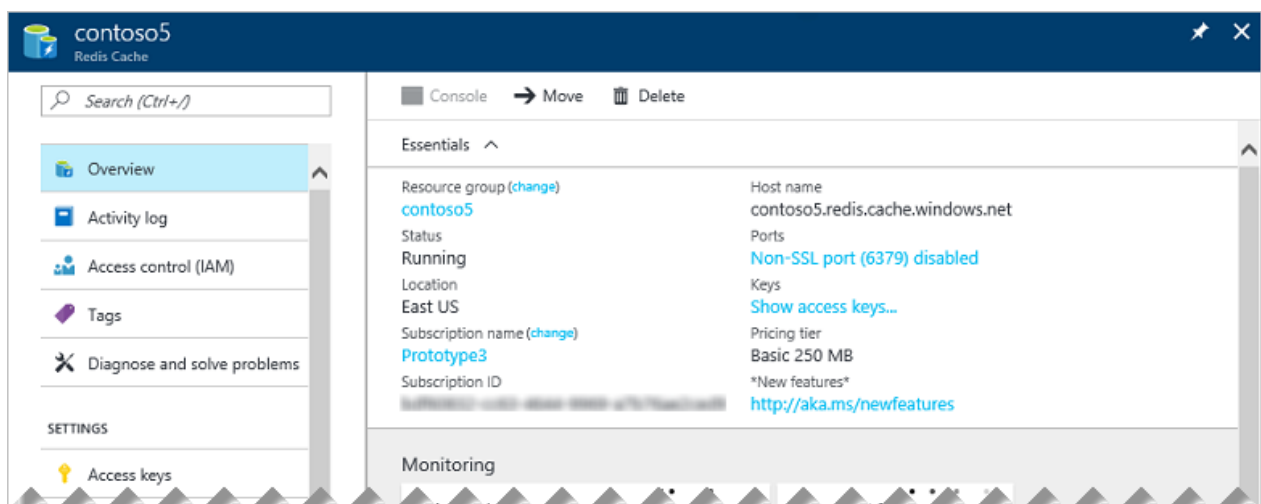 contoso5
Redis Cache
Search (Ctrl+/)
Overview
Activity log
Access control (IAM)
Tags
Diagnose and solve problems
SETTINGS
Access keys
Console Move Delete
Essentials
Resource group (change)
contoso5
Status
Running
Location
East US
Subscription name (change)
Prototype3
Subscription ID
Host name
contoso5.redis.cache.windows.net
Ports
Non-SSL port (6379) disabled
Keys
Show access keys...
Pricing tier
Basic 250 MB
*New features*
http://aka.ms/newfeatures
Monitoring